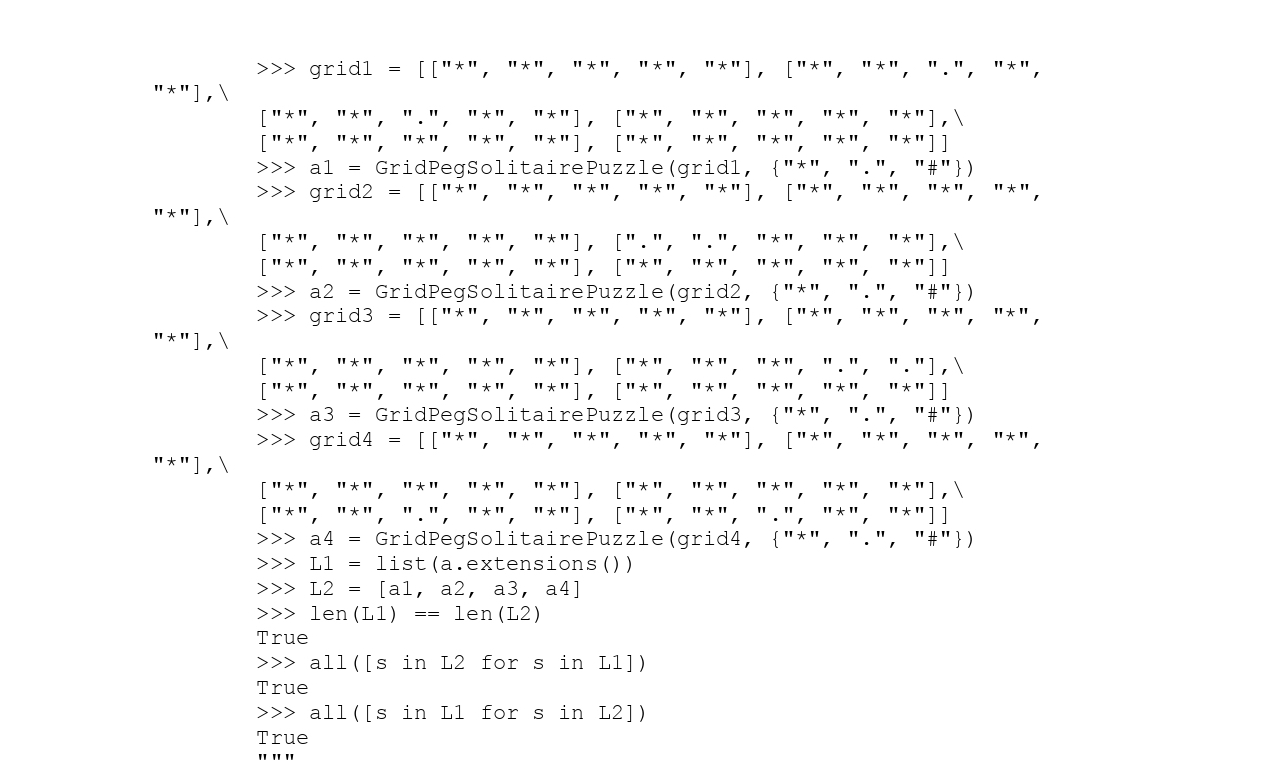 >>> grid1 = [["*", "*", "*", "*", "*"], ["*", "*", ".", "*",
"*"],\
["*", "*", ".", "*", "*"], ["*", "*", "*", "*", "*"],\
["*", "*", "*", "*", "*"], ["*", "*", "*", "*", "*"]]
>>> a1 = GridPegSolitairePuzzle(grid1, {"*", ".", "#"})
>>> grid2 = [["*", "*", "*", "*", "*"], ["*", "*", "*", "*",
"*"],\
["*", "*", "*", "*", "*"], [".", ".", "*", "*", "*"],\
["*", "*", "*", "*", "*"], ["*", "*", "*", "*", "*"]]
>>> a2 = GridPegSolitairePuzzle(grid2, {"*", ".", "#"})
>>> grid3 = [["*", "*", "*", "*", "*"], ["*", "*", "*", "*",
"*"],\
["*", "*", "*", "*", "*"], ["*", "*", "*", ".", "."],\
["*", "*", "*", "*", "*"], ["*", "*", "*", "*", "*"]]
>>> a3 = GridPegSolitairePuzzle(grid3, {"*", ".", "#"})
>>> grid4 = [["*", "*", "*", "*", "*"], ["*", "*", "*", "*",
"*"],\
["*", "*", "*", "*", "*"], ["*", "*", "*", "*", "*"],\
["*", "*", ".", "*", "*"], ["*", "*", ".", "*", "*"]]
>>> a4 = GridPegSolitairePuzzle(grid4, {"*", ".", "#"})
>>> L1 = list(a.extensions())
>>> L2 = [a1, a2, a3, a4]
>>> len(L1) == len(L2)
True
>>> all([s in L2 for s in L1])
True
>>> all([s in L1 for s in L2])
True
"""